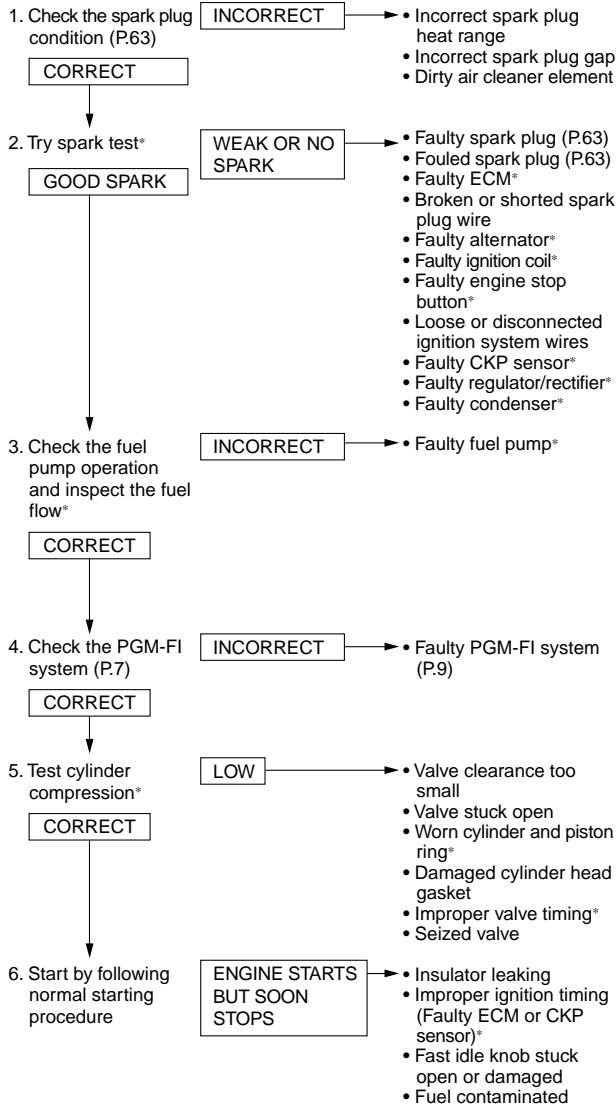 1. Check the spark plug
condition (P.63)
INCORRECT
• Incorrect spark plug
heat range
• Incorrect spark plug gap
• Dirty air cleaner element
CORRECT
2. Try spark test*
WEAK OR NO
SPARK
• Faulty spark plug (P.63)
• Fouled spark plug (P.63)
• Faulty ECM*
• Broken or shorted spark
plug wire
• Faulty alternator*
• Faulty ignition coil*
• Faulty engine stop
button*
• Loose or disconnected
ignition system wires
• Faulty CKP sensor*
• Faulty regulator/rectifier*
• Faulty condenser*
GOOD SPARK
3. Check the fuel
pump operation
and inspect the fuel
flow*
INCORRECT
• Faulty fuel pump*
CORRECT
4. Check the PGM-FI
system (P.7)
INCORRECT
• Faulty PGM-FI system
(P.9)
CORRECT
5. Test cylinder
compression*
LOW
• Valve clearance too
small
• Valve stuck open
• Worn cylinder and piston
ring*
• Damaged cylinder head
gasket
• Improper valve timing*
• Seized valve
CORRECT
6. Start by following
normal starting
procedure
ENGINE STARTS
BUT SOON
STOPS
• Insulator leaking
• Improper ignition timing
(Faulty ECM or CKP
sensor)*
• Fast idle knob stuck
open or damaged
• Fuel contaminated